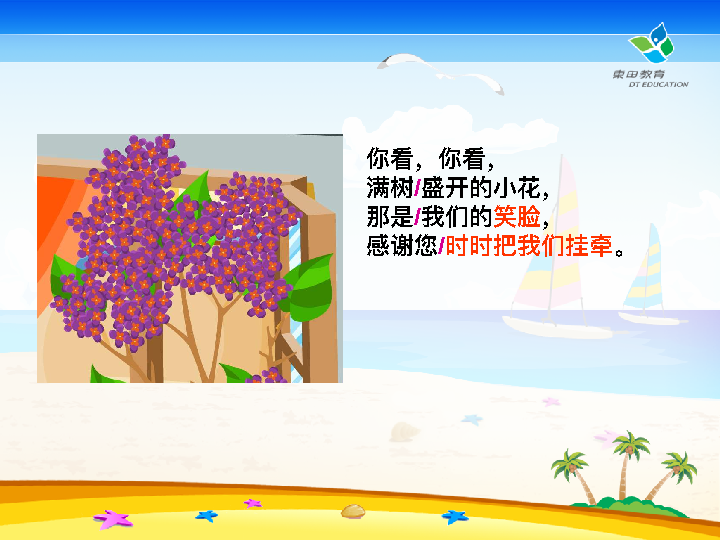 東田教育
DT EDUCATION
你看，你看，
满树/盛开的小花，
那是/我们的笑脸，
感谢您/时时把我们挂牵。